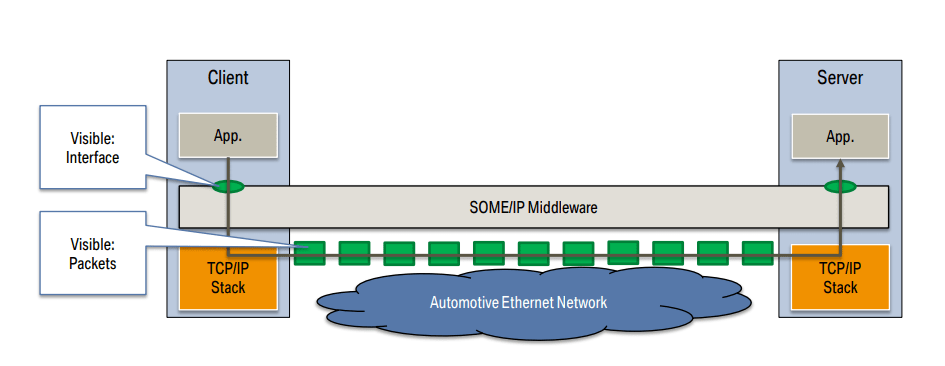 Client
Server
Visible:
Interface
App.
App.
SOME/IP Middleware
Visible:
Packets
TCP/IP
Stack
TCP/IP
Stack
Automotive Ethernet Network